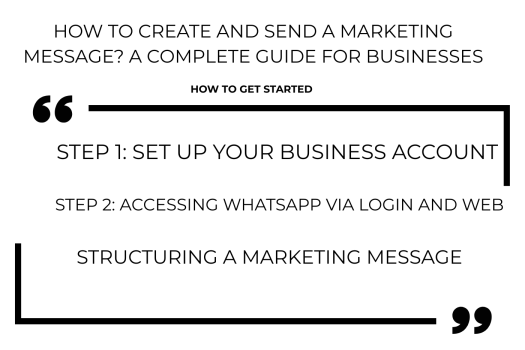 HOW TO CREATE AND SEND A MARKETING
MESSAGE? A COMPLETE GUIDE FOR BUSINESSES
HOW TO GET STARTED
STEP 1: SET UP YOUR BUSINESS ACCOUNT
STEP 2: ACCESSING WHATSAPP VIA LOGIN AND WEB
STRUCTURING A MARKETING MESSAGE